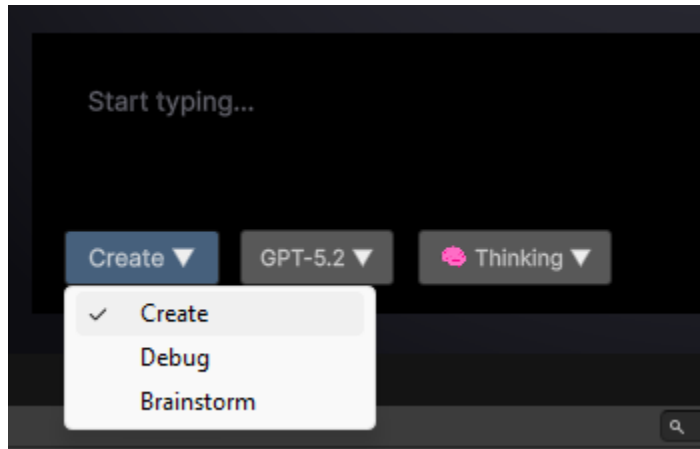 Start typing...
Create ▼ GPT-5.2 ▼ 🧠 Thinking ▼
✓ Create
Debug
Brainstorm